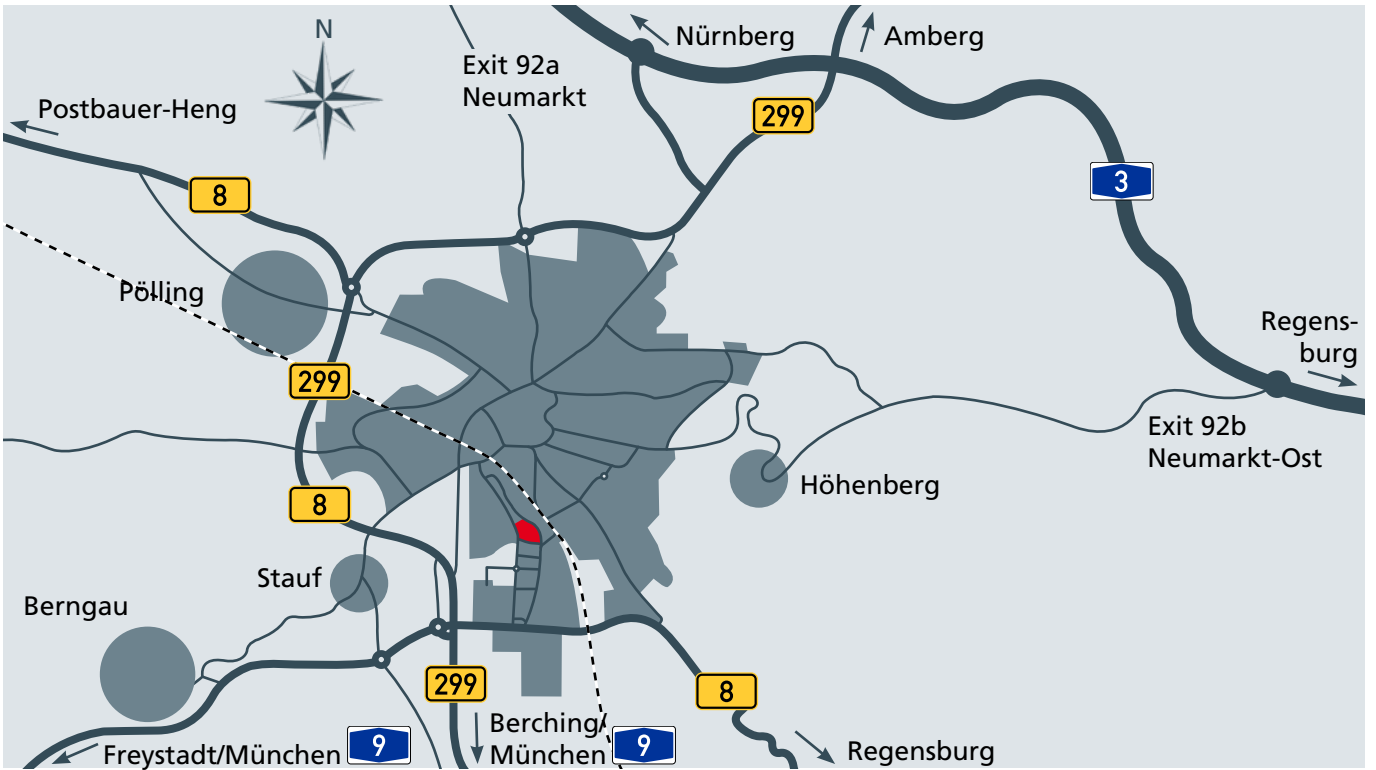 N
Nürnberg
Amberg
Exit 92a
Neumarkt
Postbauer-Heng
299
8
3
Pölling
Regens-
burg
299
Exit 92b
Neumarkt-Ost
Höhenberg
8
Stauf
Berngau
299
8
Berching/
München
9
Freystadt/München
9
Regensburg